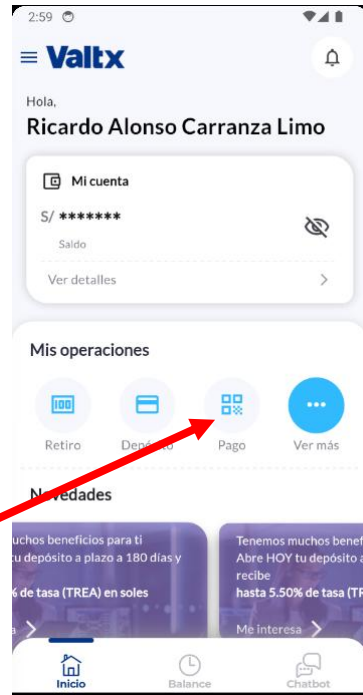 2:59
Valtx
Hola,
Ricardo Alonso Carranza Limo
Mi cuenta
S/ *******
Saldo
Ver detalles
Mis operaciones
Retiro
Depósito
Pago
Ver más
Novedades
uchos beneficios para ti
tu depósito a plazo a 180 días y
% de tasa (TREA) en soles
Tenemos muchos benef
Abre HOY tu depósito a
recibe
hasta 5.50% de tasa (TR
Me interesa
Inicio
Balance
Chatbot